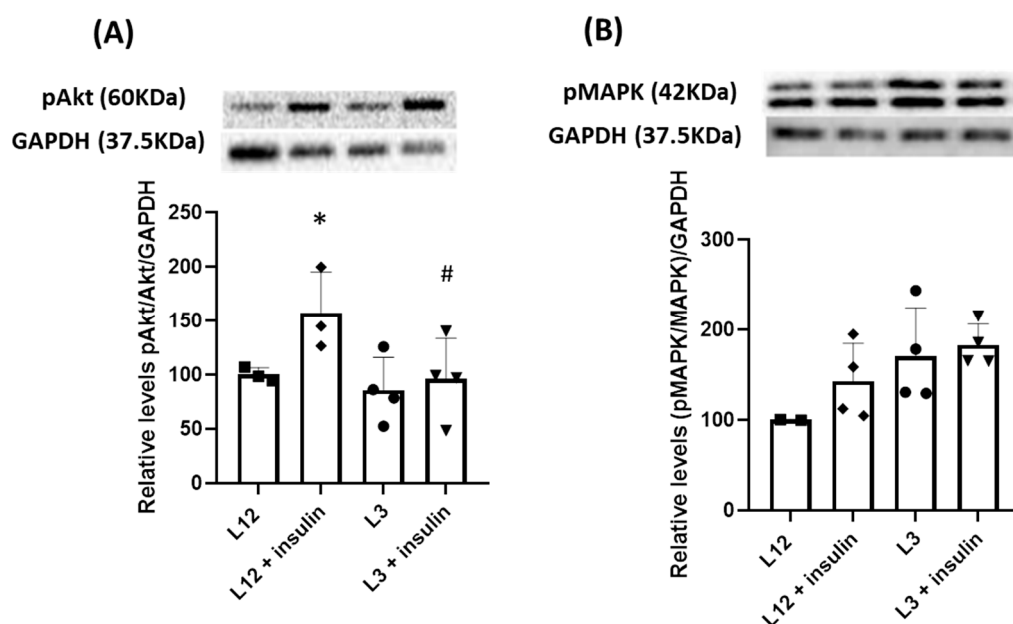 (A)
pAkt (60KDa)
GAPDH (37.5KDa)
Relative levels pAkt/Akt/GAPDH
250
200
150
100
50
0
*
#
L12
L12 + insulin
L3
L3 + insulin
(B)
pMAPK (42KDa)
GAPDH (37.5KDa)
Relative levels (pMAPK/MAPK)/GAPDH
300
200
100
0
L12
L12 + insulin
L3
L3 + insulin